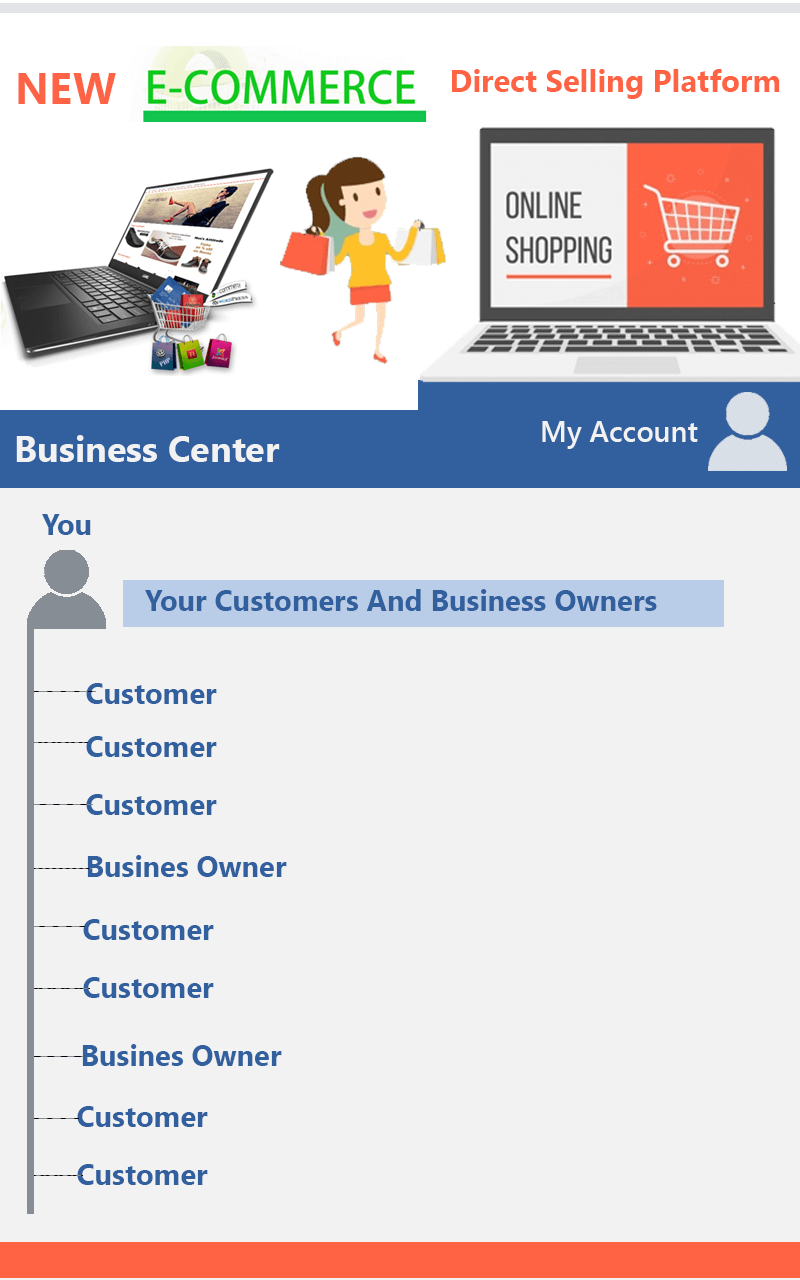 NEW E-COMMERCE Direct Selling Platform
ONLINE
SHOPPING
My Account
Business Center
You
Your Customers And Business Owners
Customer
Customer
Customer
Busines Owner
Customer
Customer
Busines Owner
Customer
Customer